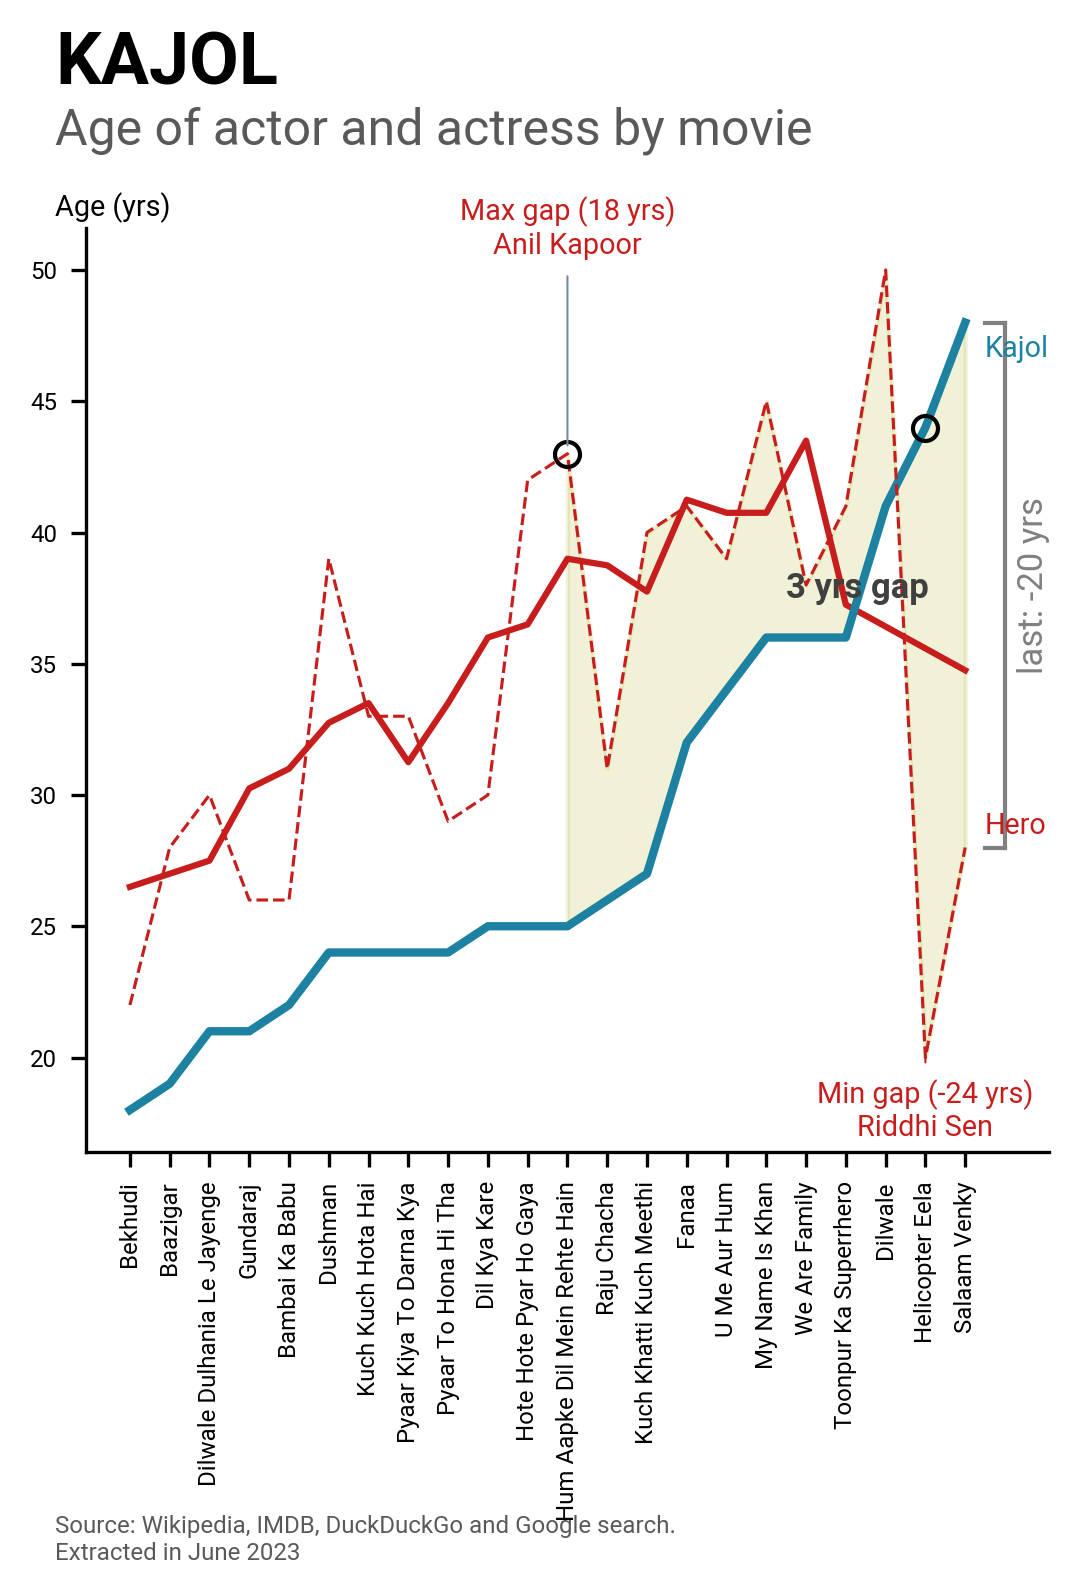 KAJOL
Age of actor and actress by movie
Age (yrs)
Max gap (18 yrs)
Anil Kapoor
50
45
40
35
30
25
20
Kajol
3 yrs gap
last: -20 yrs
Hero
Min gap (-24 yrs)
Riddhi Sen
Bekhudi
Baazigar
Dilwale Dulhania Le Jayenge
Gundaraj
Bambai Ka Babu
Dushman
Kuch Kuch Hota Hai
Pyaar Kiya To Darna Kya
Pyaar To Hona Hi Tha
Dil Kya Kare
Hote Hote Pyar Ho Gaya
Hum Aapke Dil Mein Rehte Hain
Raju Chacha
Kuch Khatti Kuch Meethi
Fanaa
U Me Aur Hum
My Name Is Khan
We Are Family
Toonpur Ka Superrhero
Dilwale
Helicopter Eela
Salaam Venky
Source: Wikipedia, IMDB, DuckDuckGo and Google search.
Extracted in June 2023